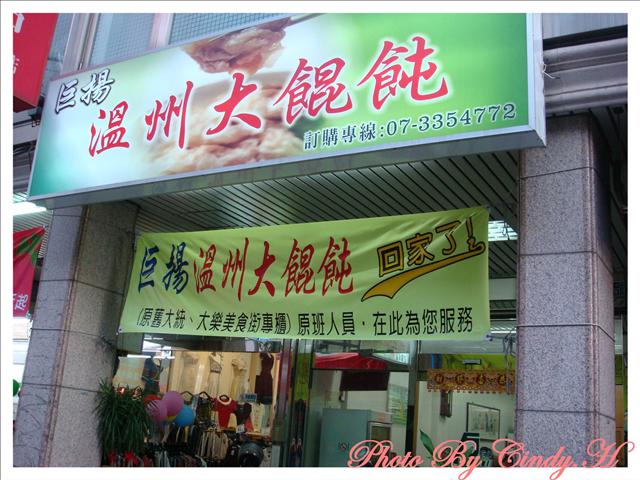 巨揚
溫州大餛飩
訂購專線:07-3354772
巨揚溫州大餛飩 回家了!
(原舊大統、大樂美食街專櫃)原班人員,在此為您服務
Photo By Cindy.H